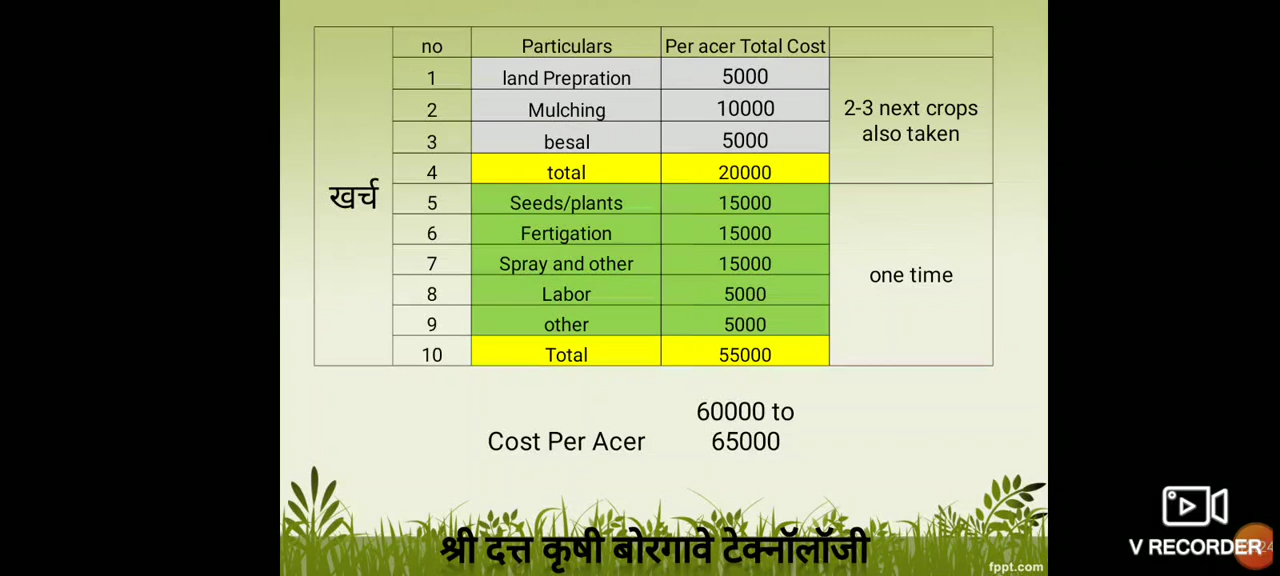 no Particulars Per acer Total Cost
1 land Prepration 5000
2 Mulching 10000
2-3 next crops
also taken
3 besal 5000
4 total 20000
खर्च
5 Seeds/plants 15000
6 Fertigation 15000
7 Spray and other 15000
one time
8 Labor 5000
9 other 5000
10 Total 55000
60000 to
Cost Per Acer 65000
श्री दत्त कृषी बोरगावे टेक्नॉलॉजी
V RECORDER
fppt.com